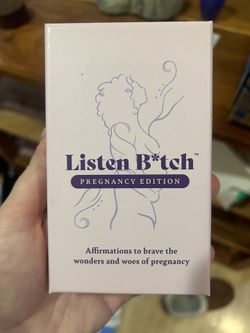 Listen B*tch™
PREGNANCY EDITION
Affirmations to brave the
wonders and woes of pregnancy